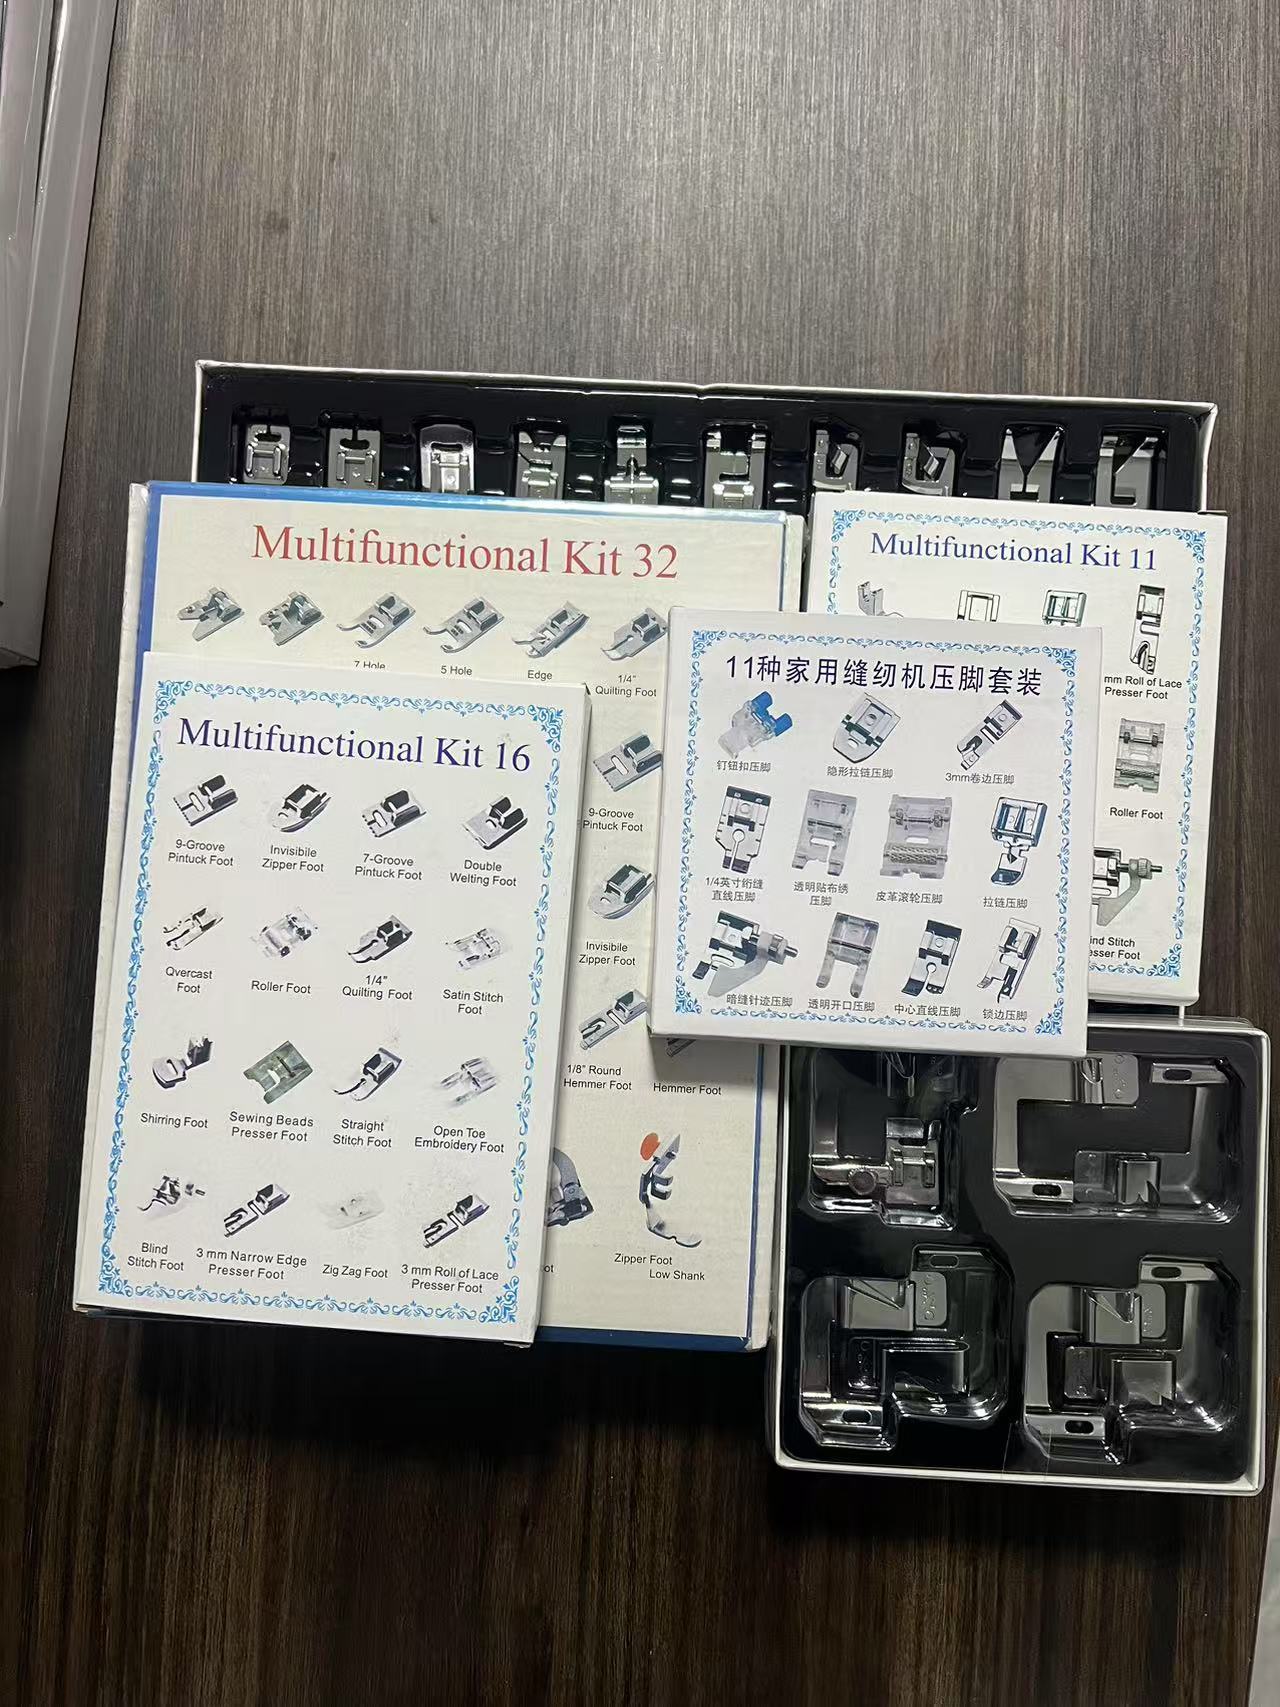 Multifunctional Kit 32
7 Hole
5 Hole
Edge
1/4"
Quilting Foot
9-Groove
Pintuck Foot
Invisibile
Zipper Foot
1/8" Round
Hemmer Foot
Hemmer Foot
Zipper Foot
Low Shank
Multifunctional Kit 11
mm Roll of Lace
Presser Foot
Roller Foot
Stitch
Foot
Multifunctional Kit 16
9-Groove
Pintuck Foot
Invisibile
Zipper Foot
7-Groove
Pintuck Foot
Double
Welting Foot
Qvercast
Foot
Roller Foot
1/4"
Quilting Foot
Satin Stitch
Foot
Shirring Foot
Sewing Beads
Presser Foot
Straight
Stitch Foot
Open Toe
Embroidery Foot
Blind
Stitch Foot
3 mm Narrow Edge
Presser Foot
Zig Zag Foot
3 mm Roll of Lace
Presser Foot
11种家用缝纫机压脚套装
钉钮扣压脚
隐形拉链压脚
3mm卷边压脚
1/4英寸绗缝
直线压脚
透明贴布绣
压脚
皮革滚轮压脚
拉链压脚
暗缝针迹压脚
透明开口压脚
中心直线压脚
锁边压脚